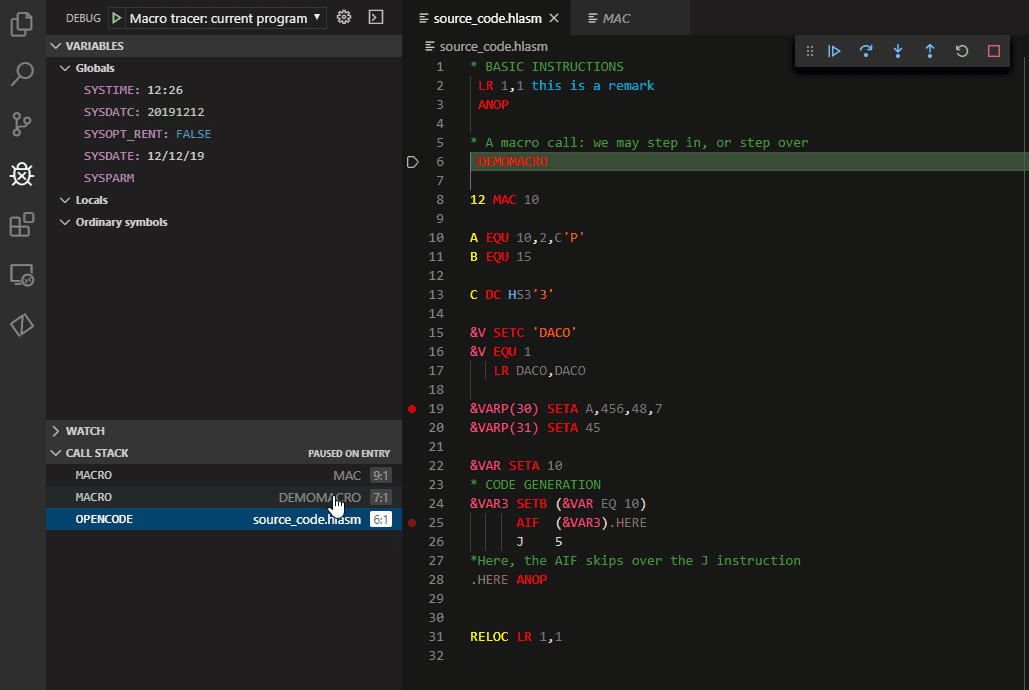 DEBUG Macro tracer: current program
VARIABLES
Globals
SYSTIME: 12:26
SYSDATC: 20191212
SYSOPT_RENT: FALSE
SYSDATE: 12/12/19
SYSPARM
Locals
Ordinary symbols
WATCH
CALL STACK PAUSED ON ENTRY
MACRO MAC 9:1
MACRO DEMOMACRO 7:1
OPENCODE source_code.hlasm 6:1
source_code.hlasm MAC
source_code.hlasm
1 * BASIC INSTRUCTIONS
2 LR 1,1 this is a remark
3 ANOP
4
5 * A macro call: we may step in, or step over
6 DEMOMACRO
7
8 12 MAC 10
9
10 A EQU 10,2,C'P'
11 B EQU 15
12
13 C DC HS3'3'
14
15 &V SETC 'DACO'
16 &V EQU 1
17 LR DACO,DACO
18
19 &VARP(30) SETA A,456,48,7
20 &VARP(31) SETA 45
21
22 &VAR SETA 10
23 * CODE GENERATION
24 &VAR3 SETB (&VAR EQ 10)
25 AIF (&VAR3).HERE
26 J 5
27 *Here, the AIF skips over the J instruction
28 .HERE ANOP
29
30
31 RELOC LR 1,1
32